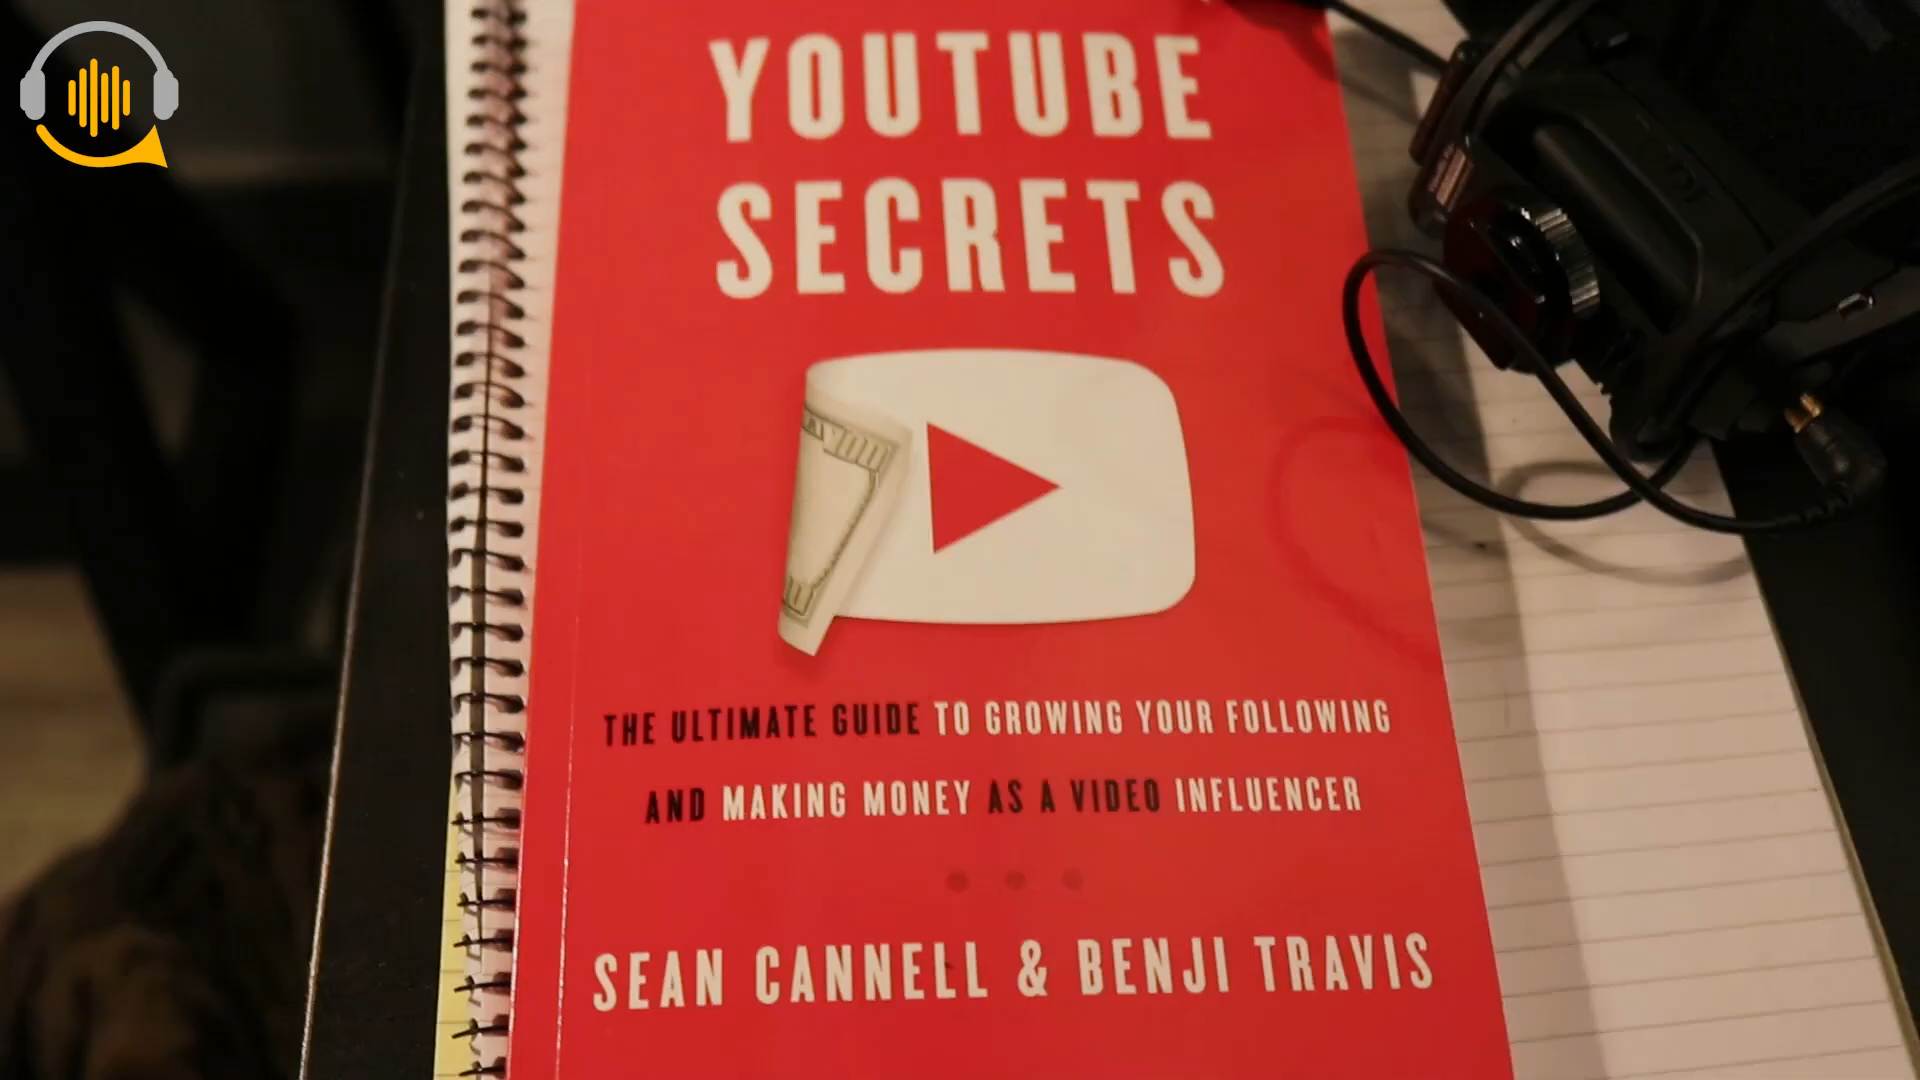 YOUTUBE
SECRETS
100
THE ULTIMATE GUIDE TO GROWING YOUR FOLLOWING
AND MAKING MONEY AS A VIDEO INFLUENCER
SEAN CANNELL & BENJI TRAVIS